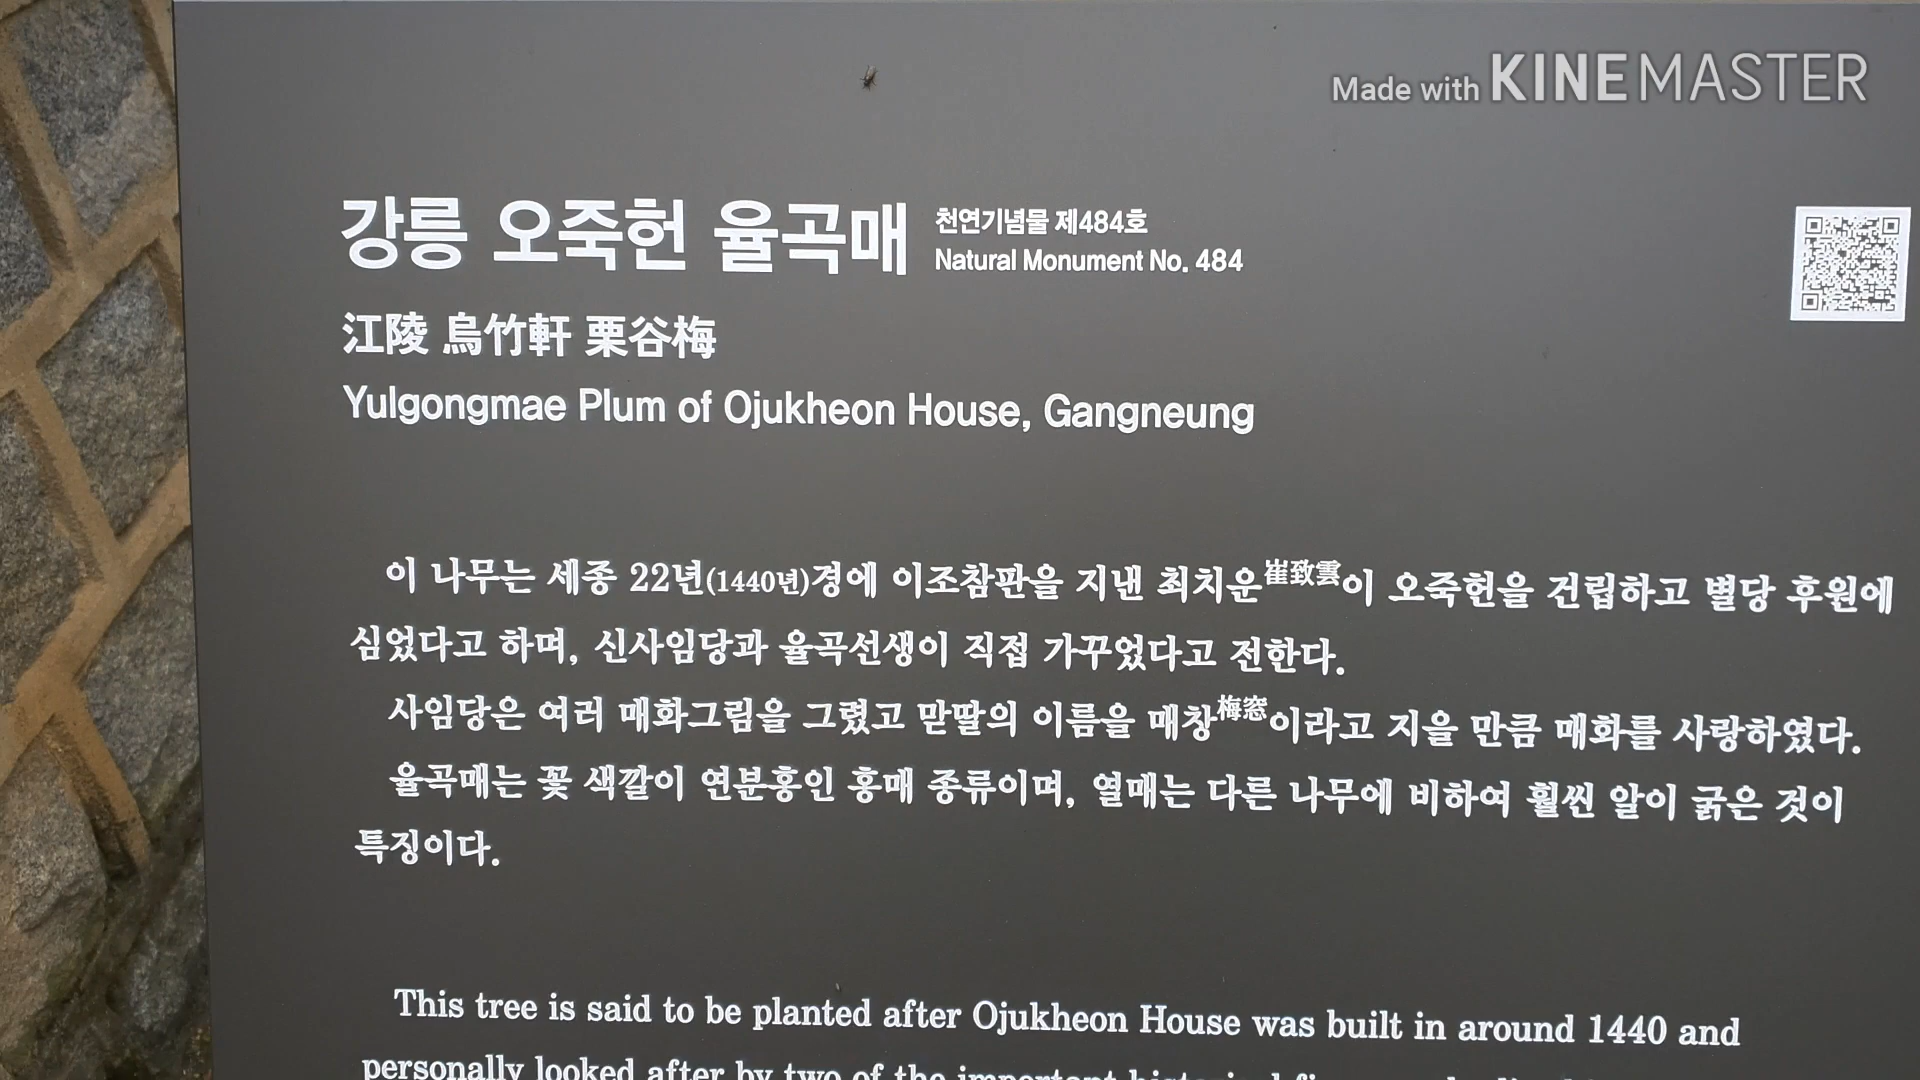 Made with KINEMASTER
강릉 오죽헌 율곡매 천연기념물 제484호
Natural Monument No. 484
江陵 烏竹軒 栗谷梅
Yulgongmae Plum of Ojukheon House, Gangneung
이 나무는 세종 22년(1440년)경에 이조참판을 지낸 최치운崔致雲이 오죽헌을 건립하고 별당 후원에
심었다고 하며, 신사임당과 율곡선생이 직접 가꾸었다고 전한다.
사임당은 여러 매화그림을 그렸고 맏딸의 이름을 매창梅窓이라고 지을 만큼 매화를 사랑하였다.
율곡매는 꽃 색깔이 연분홍인 홍매 종류이며, 열매는 다른 나무에 비하여 훨씬 알이 굵은 것이
특징이다.
This tree is said to be planted after Ojukheon House was built in around 1440 and
personally looked after by two of the important